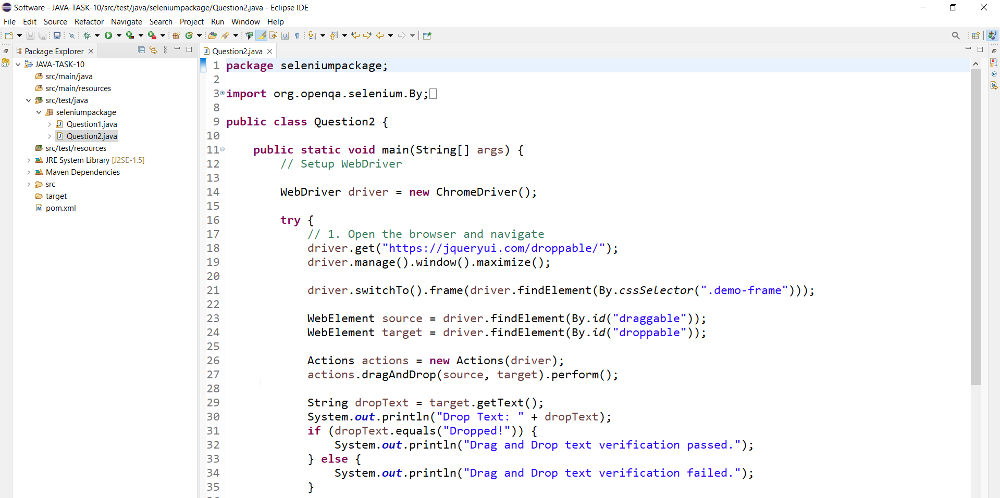 Software - JAVA-TASK-10/src/test/java/seleniumpackage/Question2.java - Eclipse IDE
File Edit Source Refactor Navigate Search Project Run Window Help
Package Explorer
JAVA-TASK-10
src/main/java
src/main/resources
src/test/java
seleniumpackage
Question1.java
Question2.java
src/test/resources
JRE System Library [J2SE-1.5]
Maven Dependencies
src
target
pom.xml
Question2.java
1 package seleniumpackage;
2
3 import org.openqa.selenium.By;
8
9 public class Question2 {
10
11     public static void main(String[] args) {
12         // Setup WebDriver
13
14         WebDriver driver = new ChromeDriver();
15
16         try {
17             // 1. Open the browser and navigate
18             driver.get("https://jqueryui.com/droppable/");
19             driver.manage().window().maximize();
20
21             driver.switchTo().frame(driver.findElement(By.cssSelector(".demo-frame")));
22
23             WebElement source = driver.findElement(By.id("draggable"));
24             WebElement target = driver.findElement(By.id("droppable"));
25
26             Actions actions = new Actions(driver);
27             actions.dragAndDrop(source, target).perform();
28
29             String dropText = target.getText();
30             System.out.println("Drop Text: " + dropText);
31             if (dropText.equals("Dropped!")) {
32                 System.out.println("Drag and Drop text verification passed.");
33             } else {
34                 System.out.println("Drag and Drop text verification failed.");
35             }